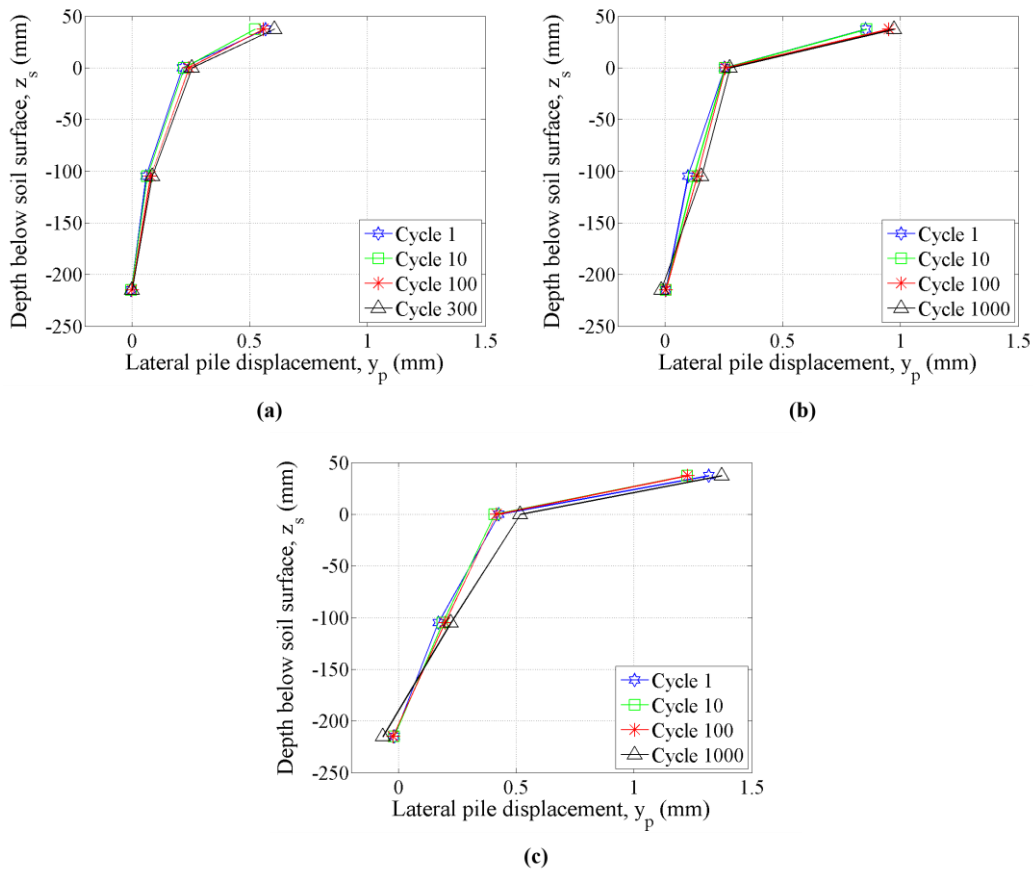 50
0
-50
-100
-150
-200
-250
0 0.5 1 1.5
Depth below soil surface, z_s (mm)
Lateral pile displacement, y_p (mm)
Cycle 1
Cycle 10
Cycle 100
Cycle 300
(a)
50
0
-50
-100
-150
-200
-250
0 0.5 1 1.5
Depth below soil surface, z_s (mm)
Lateral pile displacement, y_p (mm)
Cycle 1
Cycle 10
Cycle 100
Cycle 1000
(b)
50
0
-50
-100
-150
-200
-250
0 0.5 1 1.5
Depth below soil surface, z_s (mm)
Lateral pile displacement, y_p (mm)
Cycle 1
Cycle 10
Cycle 100
Cycle 1000
(c)